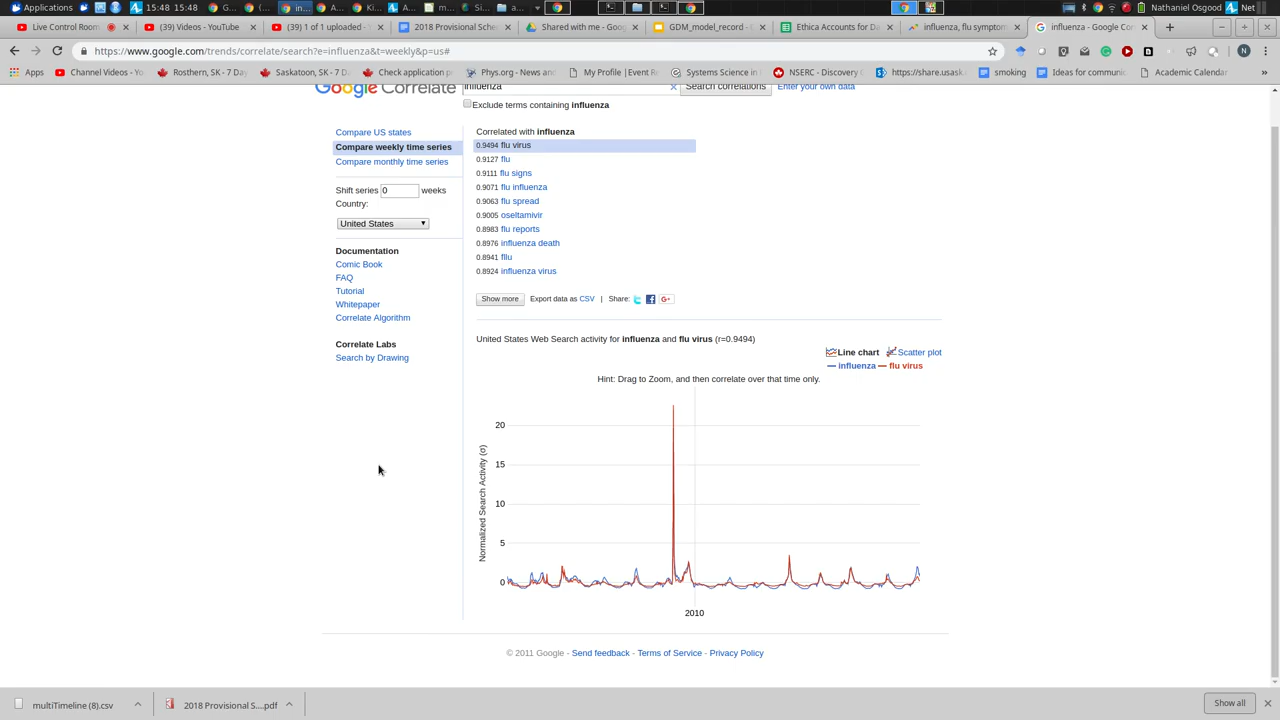 Applications 15:48 15:48 Nathaniel Osgood Net
Live Control Room (39) Videos - YouTube (39) 1 of 1 uploaded - 2018 Provisional S Shared with me - Goog GDM_model_record - Ethica Accounts for Da influenza, flu symptom influenza - Google Cor
https://www.google.com/trends/correlate/search?e=influenza&t=weekly&p=us#
Apps Channel Videos - Yo Rosthern, SK - 7 Day Saskatoon, SK - 7 D Check application p Phys.org - News and My Profile |Event R Systems Science in NSERC - Discovery https://share.usask. smoking Ideas for communic Academic Calendar »
Google Correlate influenza Search correlations Enter your own data
Exclude terms containing influenza
Compare US states
Compare weekly time series
Compare monthly time series
Shift series 0 weeks
Country:
United States
Documentation
Comic Book
FAQ
Tutorial
Whitepaper
Correlate Algorithm
Correlate Labs
Search by Drawing
Correlated with influenza
0.9494 flu virus
0.9127 flu
0.9111 flu signs
0.9071 flu influenza
0.9063 flu spread
0.9005 oseltamivir
0.8983 flu reports
0.8976 influenza death
0.8941 fllu
0.8924 influenza virus
Show more Export data as CSV | Share: G+
United States Web Search activity for influenza and flu virus (r=0.9494)
Line chart Scatter plot
influenza flu virus
Hint: Drag to Zoom, and then correlate over that time only.
Normalized Search Activity (σ)
20
15
10
5
0
2010
© 2011 Google - Send feedback - Terms of Service - Privacy Policy
multiTimeline (8).csv 2018 Provisional S....pdf Show all